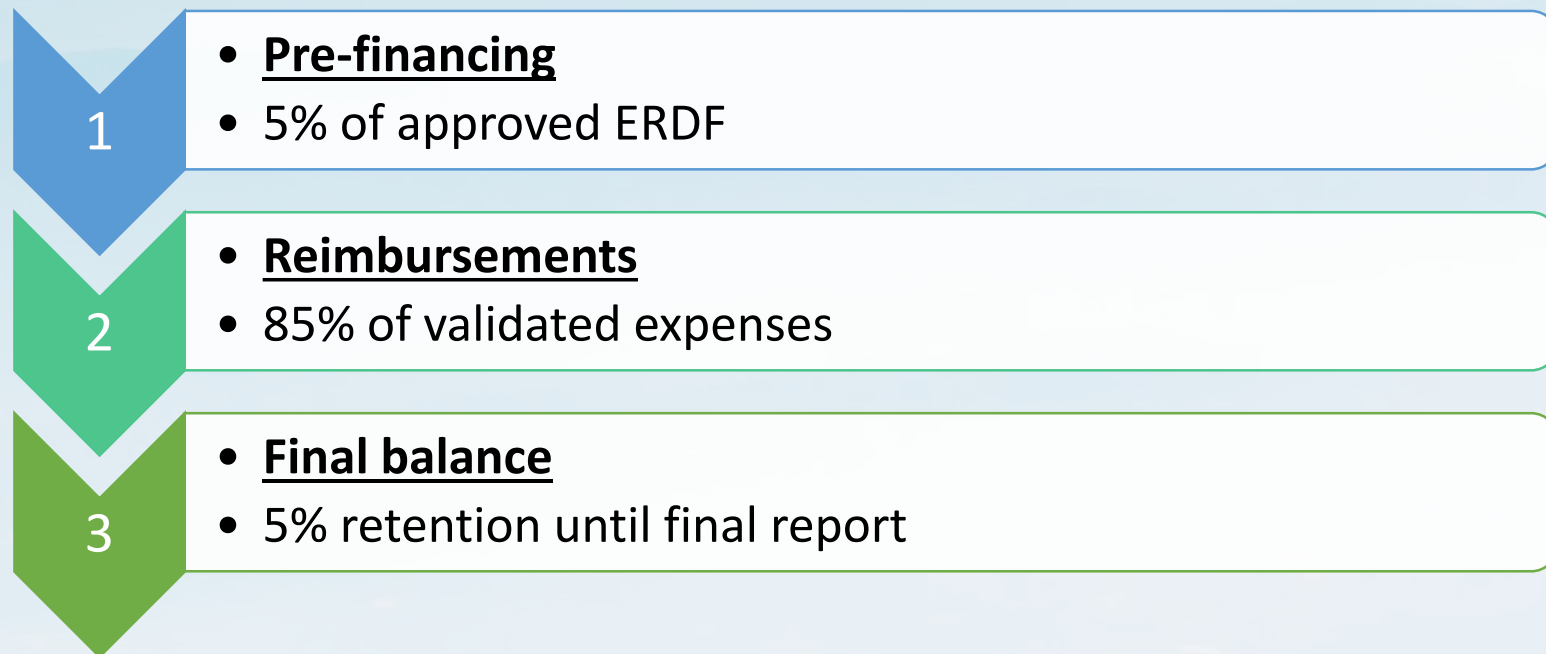 1
• Pre-financing
• 5% of approved ERDF
2
• Reimbursements
• 85% of validated expenses
3
• Final balance
• 5% retention until final report